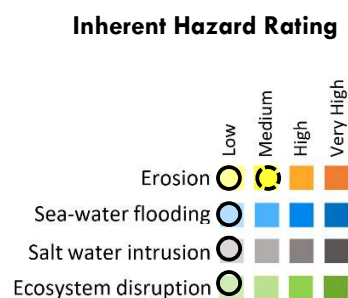 Inherent Hazard Rating
Low
Medium
High
Very High
Erosion
Sea-water flooding
Salt water intrusion
Ecosystem disruption